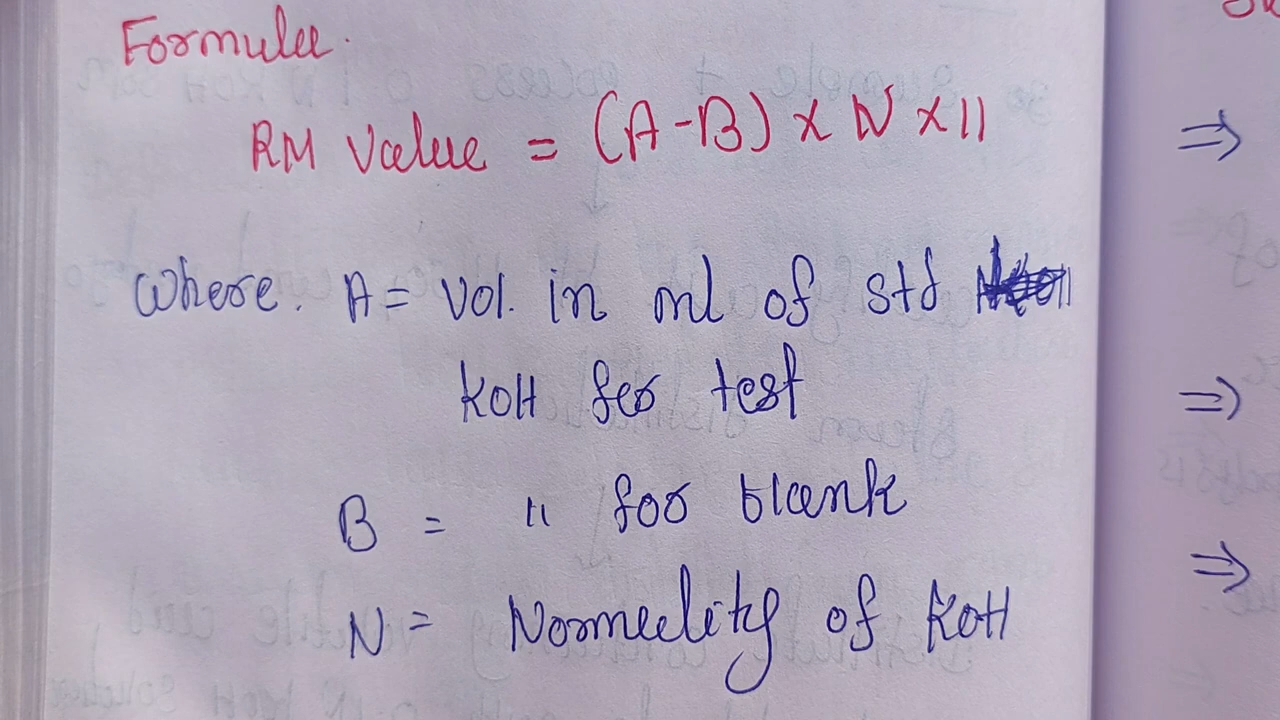 Formula.
RM Value = (A-B) x N x 11
where. A = vol. in ml of std
KOH for test
B = " for blank
N = Normality of KOH
⇒
⇒
⇒